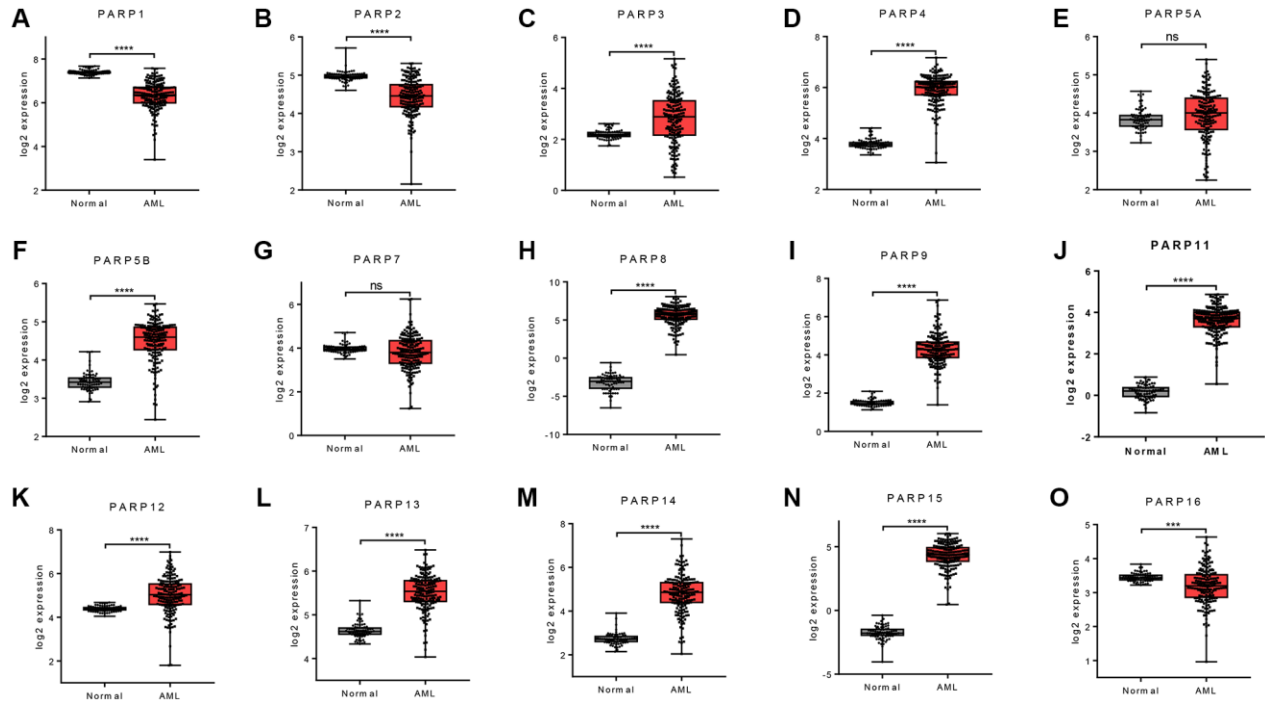 A
PARP1
****
log2 expression
8
6
4
2
Normal
AML
B
PARP2
****
log2 expression
6
5
4
3
2
Normal
AML
C
PARP3
****
log2 expression
6
4
2
0
Normal
AML
D
PARP4
****
log2 expression
8
6
4
2
Normal
AML
E
PARP5A
ns
log2 expression
6
5
4
3
2
Normal
AML
F
PARP5B
****
log2 expression
6
5
4
3
2
Normal
AML
G
PARP7
ns
log2 expression
6
4
2
0
Normal
AML
H
PARP8
****
log2 expression
10
5
0
-5
-10
Normal
AML
I
PARP9
****
log2 expression
8
6
4
2
0
Normal
AML
J
PARP11
****
log2 expression
6
4
2
0
-2
Normal
AML
K
PARP12
****
log2 expression
8
6
4
2
Normal
AML
L
PARP13
****
log2 expression
7
6
5
4
Normal
AML
M
PARP14
****
log2 expression
8
6
4
2
Normal
AML
N
PARP15
****
log2 expression
5
0
-5
Normal
AML
O
PARP16
***
log2 expression
5
4
3
2
1
Normal
AML